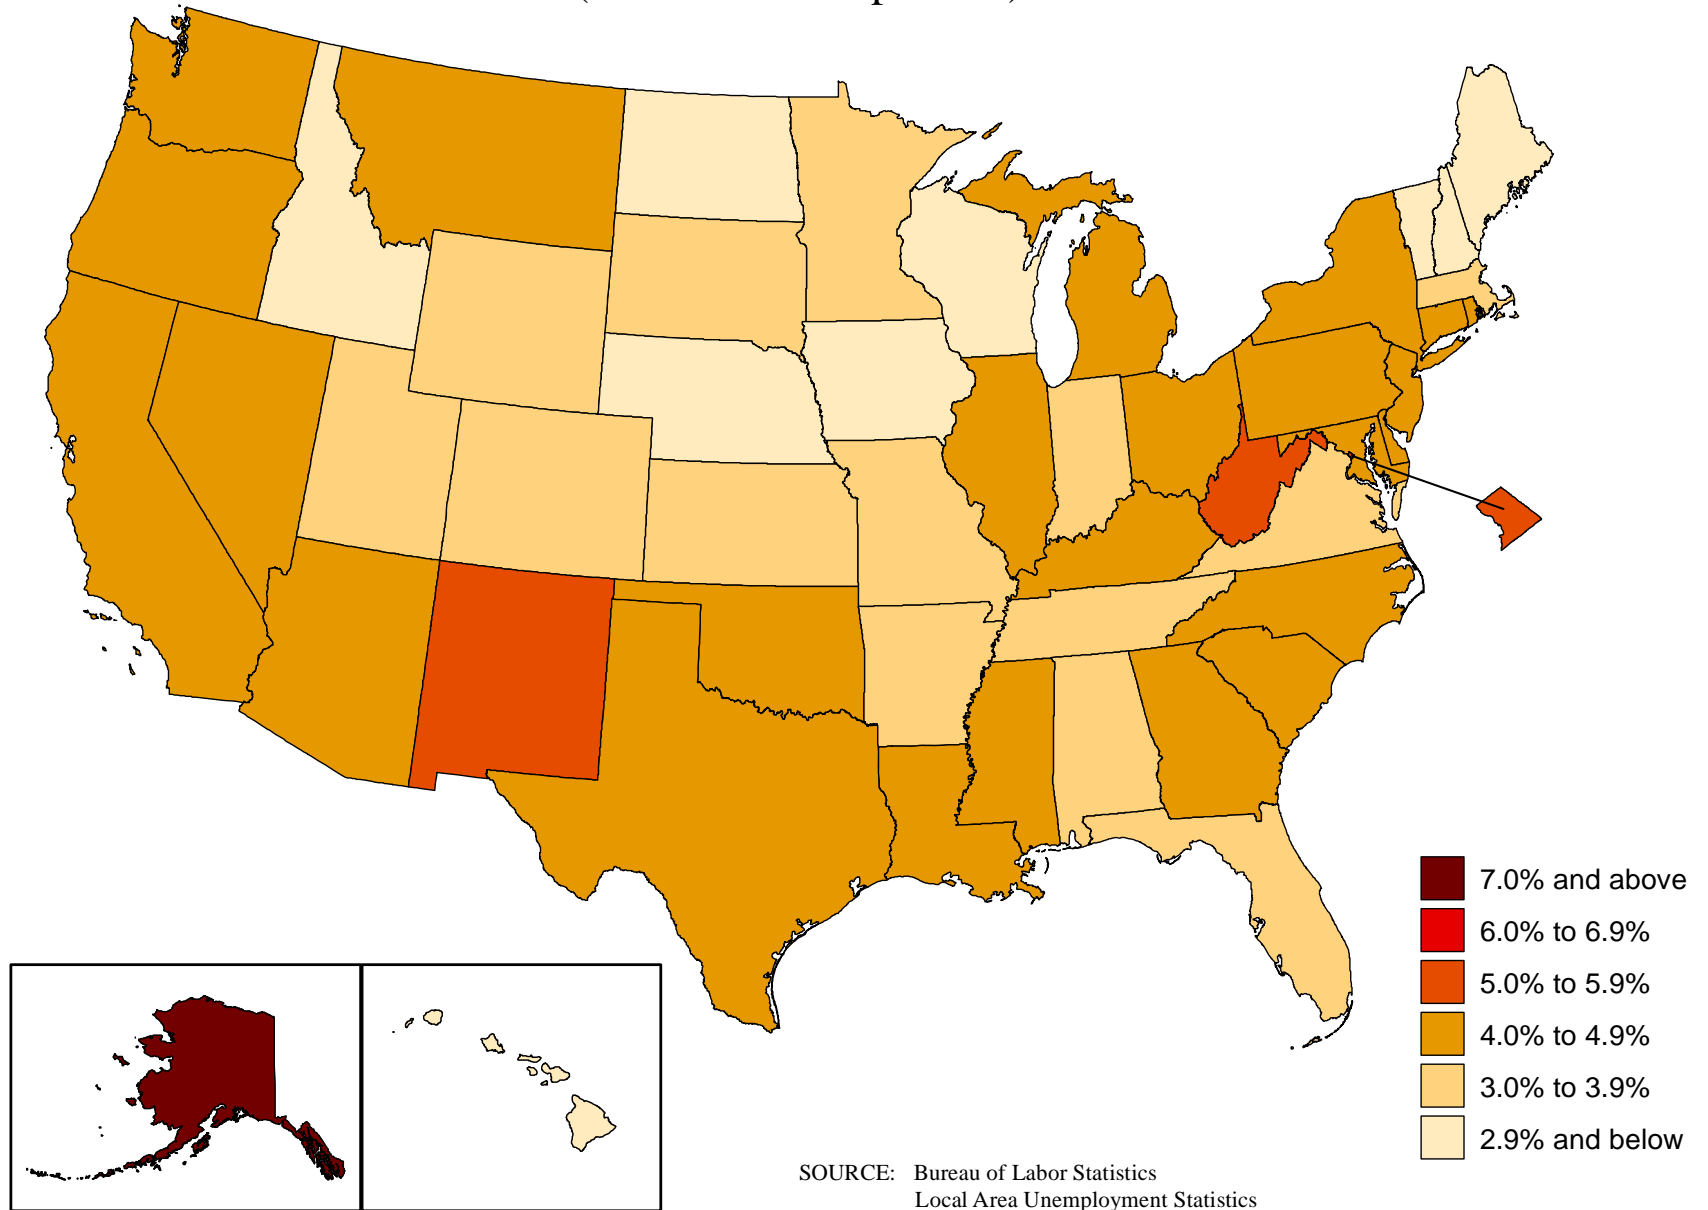 7.0% and above
6.0% to 6.9%
5.0% to 5.9%
4.0% to 4.9%
3.0% to 3.9%
2.9% and below
SOURCE: Bureau of Labor Statistics
Local Area Unemployment Statistics